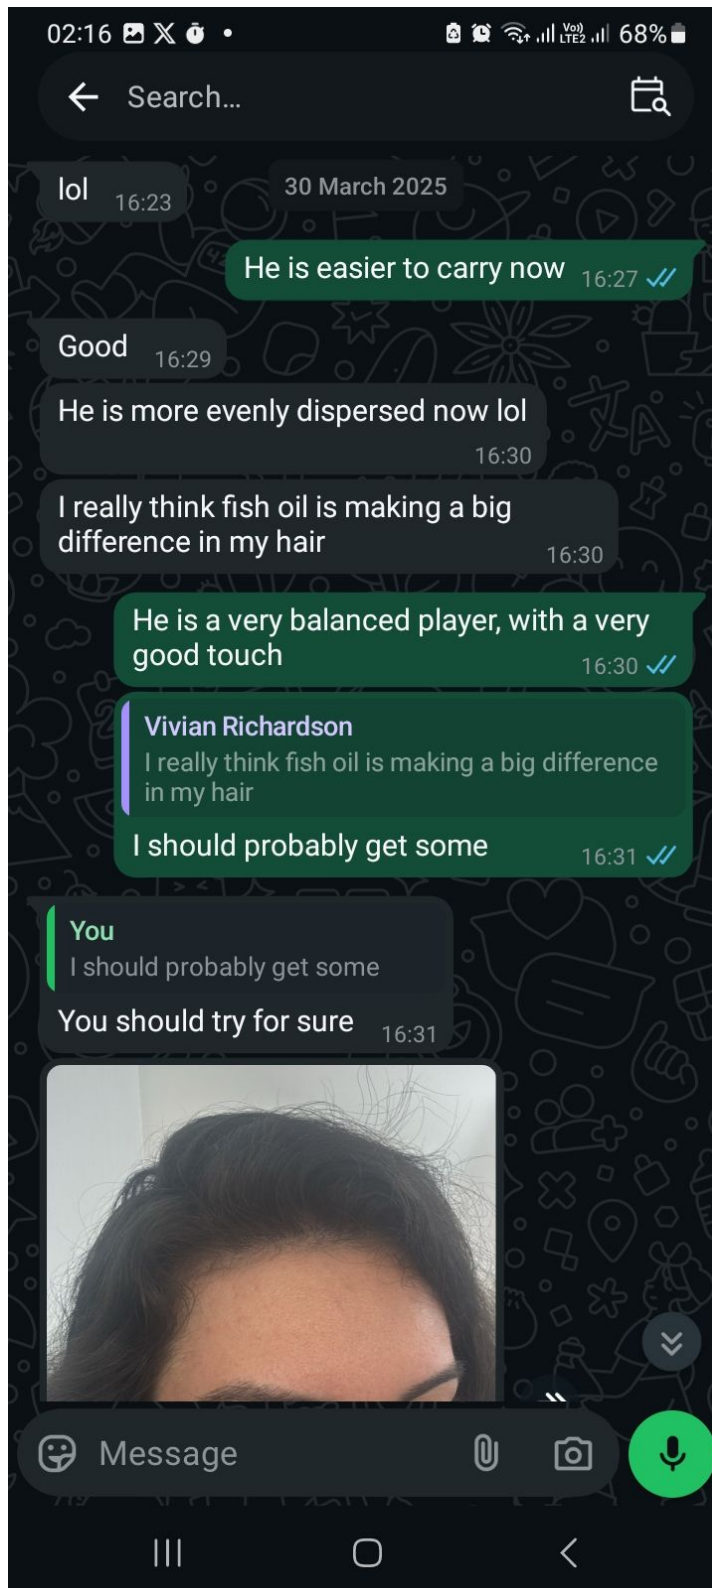 02:16
68%
Search...
30 March 2025
lol 16:23
He is easier to carry now 16:27
Good 16:29
He is more evenly dispersed now lol
16:30
I really think fish oil is making a big
difference in my hair 16:30
He is a very balanced player, with a very
good touch 16:30
Vivian Richardson
I really think fish oil is making a big difference
in my hair
I should probably get some 16:31
You
I should probably get some
You should try for sure 16:31
Message